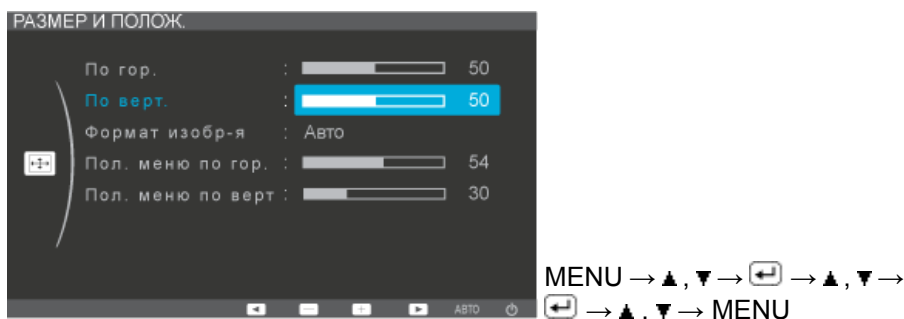 РАЗМЕР И ПОЛОЖ.
По гор. : 50
По верт. : 50
Формат изобр-я : Авто
Пол. меню по гор. : 54
Пол. меню по верт : 30
АВТО
MENU → ▲ , ▼ → ↵ → ▲ , ▼ →
↵ → ▲ , ▼ → MENU